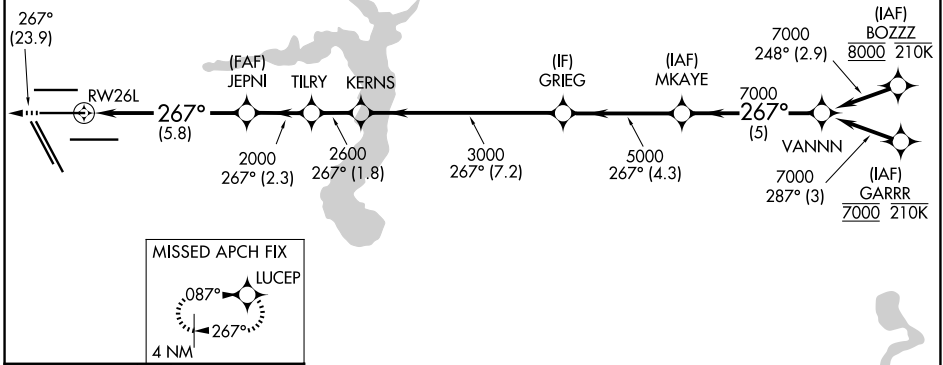 267°
(23.9)
RW26L
267°
(5.8)
(FAF)
JEPNI
2000
267° (2.3)
TILRY
2600
267° (1.8)
KERNS
3000
267° (7.2)
(IF)
GRIEG
5000
267° (4.3)
(IAF)
MKAYE
7000
267°
(5)
VANNN
7000
248° (2.9)
(IAF)
BOZZZ
8000 210K
7000
287° (3)
(IAF)
GARRR
7000 210K
MISSED APCH FIX
LUCEP
087°
267°
4 NM